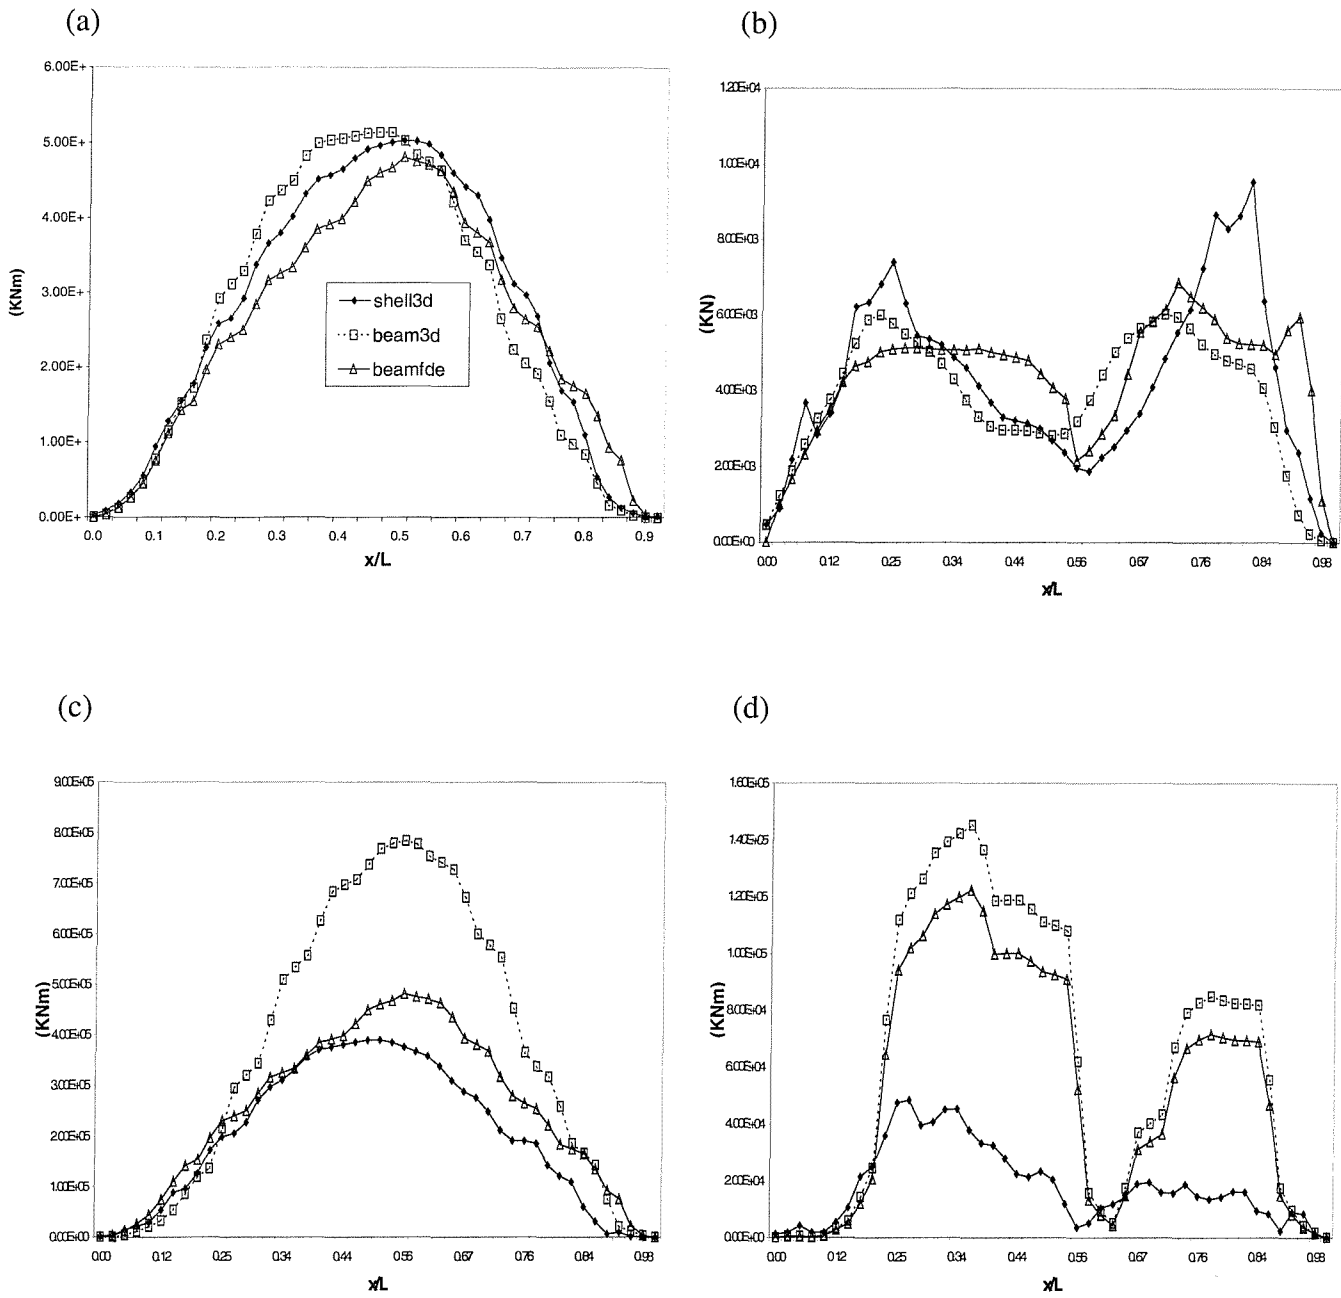 (a)
6.00E+
5.00E+
4.00E+
3.00E+
2.00E+
1.00E+
0.00E+
(KNm)
shell3d
beam3d
beamfde
0.0 0.1 0.2 0.2 0.3 0.4 0.5 0.6 0.7 0.8 0.9
x/L
(b)
1.20E+04
1.00E+04
8.00E+03
6.00E+03
4.00E+03
2.00E+03
0.00E+00
(KN)
0.00 0.12 0.25 0.34 0.44 0.56 0.67 0.76 0.84 0.93
x/L
(c)
9.00E+05
8.00E+05
7.00E+05
6.00E+05
5.00E+05
4.00E+05
3.00E+05
2.00E+05
1.00E+05
0.00E+00
(KNm)
0.00 0.12 0.25 0.34 0.44 0.56 0.67 0.76 0.84 0.93
x/L
(d)
1.60E+05
1.40E+05
1.20E+05
1.00E+05
8.00E+04
6.00E+04
4.00E+04
2.00E+04
0.00E+00
(KNm)
0.00 0.12 0.25 0.34 0.44 0.56 0.67 0.76 0.84 0.93
x/L